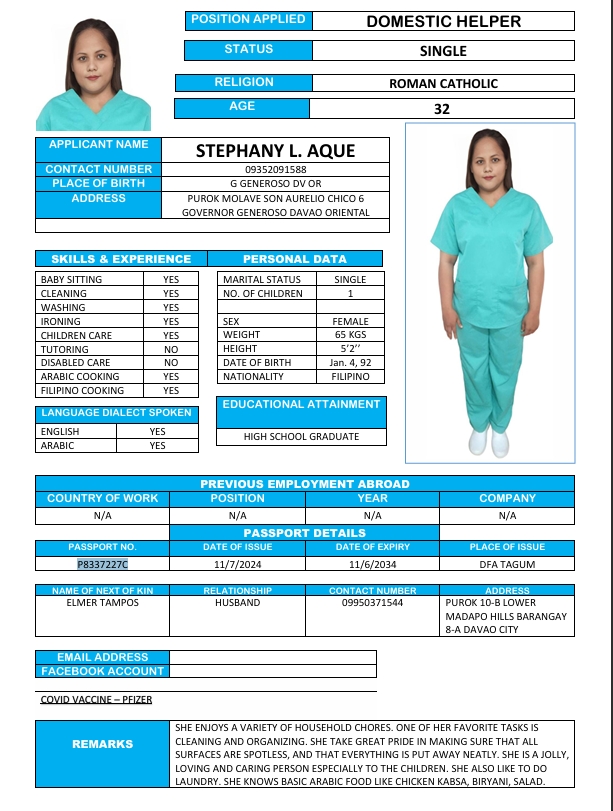 POSITION APPLIED DOMESTIC HELPER
STATUS SINGLE
RELIGION ROMAN CATHOLIC
AGE 32
APPLICANT NAME STEPHANY L. AQUE
CONTACT NUMBER 09352091588
PLACE OF BIRTH G GENEROSO DV OR
ADDRESS PUROK MOLAVE SON AURELIO CHICO 6
GOVERNOR GENEROSO DAVAO ORIENTAL
SKILLS & EXPERIENCE
BABY SITTING YES
CLEANING YES
WASHING YES
IRONING YES
CHILDREN CARE YES
TUTORING NO
DISABLED CARE NO
ARABIC COOKING YES
FILIPINO COOKING YES
LANGUAGE DIALECT SPOKEN
ENGLISH YES
ARABIC YES
PERSONAL DATA
MARITAL STATUS SINGLE
NO. OF CHILDREN 1
SEX FEMALE
WEIGHT 65 KGS
HEIGHT 5'2''
DATE OF BIRTH Jan. 4, 92
NATIONALITY FILIPINO
EDUCATIONAL ATTAINMENT
HIGH SCHOOL GRADUATE
PREVIOUS EMPLOYMENT ABROAD
COUNTRY OF WORK POSITION YEAR COMPANY
N/A N/A N/A N/A
PASSPORT DETAILS
PASSPORT NO. DATE OF ISSUE DATE OF EXPIRY PLACE OF ISSUE
P8337227C 11/7/2024 11/6/2034 DFA TAGUM
NAME OF NEXT OF KIN RELATIONSHIP CONTACT NUMBER ADDRESS
ELMER TAMPOS HUSBAND 09950371544 PUROK 10-B LOWER
MADAPO HILLS BARANGAY
8-A DAVAO CITY
EMAIL ADDRESS
FACEBOOK ACCOUNT
COVID VACCINE – PFIZER
REMARKS
SHE ENJOYS A VARIETY OF HOUSEHOLD CHORES. ONE OF HER FAVORITE TASKS IS
CLEANING AND ORGANIZING. SHE TAKE GREAT PRIDE IN MAKING SURE THAT ALL
SURFACES ARE SPOTLESS, AND THAT EVERYTHING IS PUT AWAY NEATLY. SHE IS A JOLLY,
LOVING AND CARING PERSON ESPECIALLY TO THE CHILDREN. SHE ALSO LIKE TO DO
LAUNDRY. SHE KNOWS BASIC ARABIC FOOD LIKE CHICKEN KABSA, BIRYANI, SALAD.